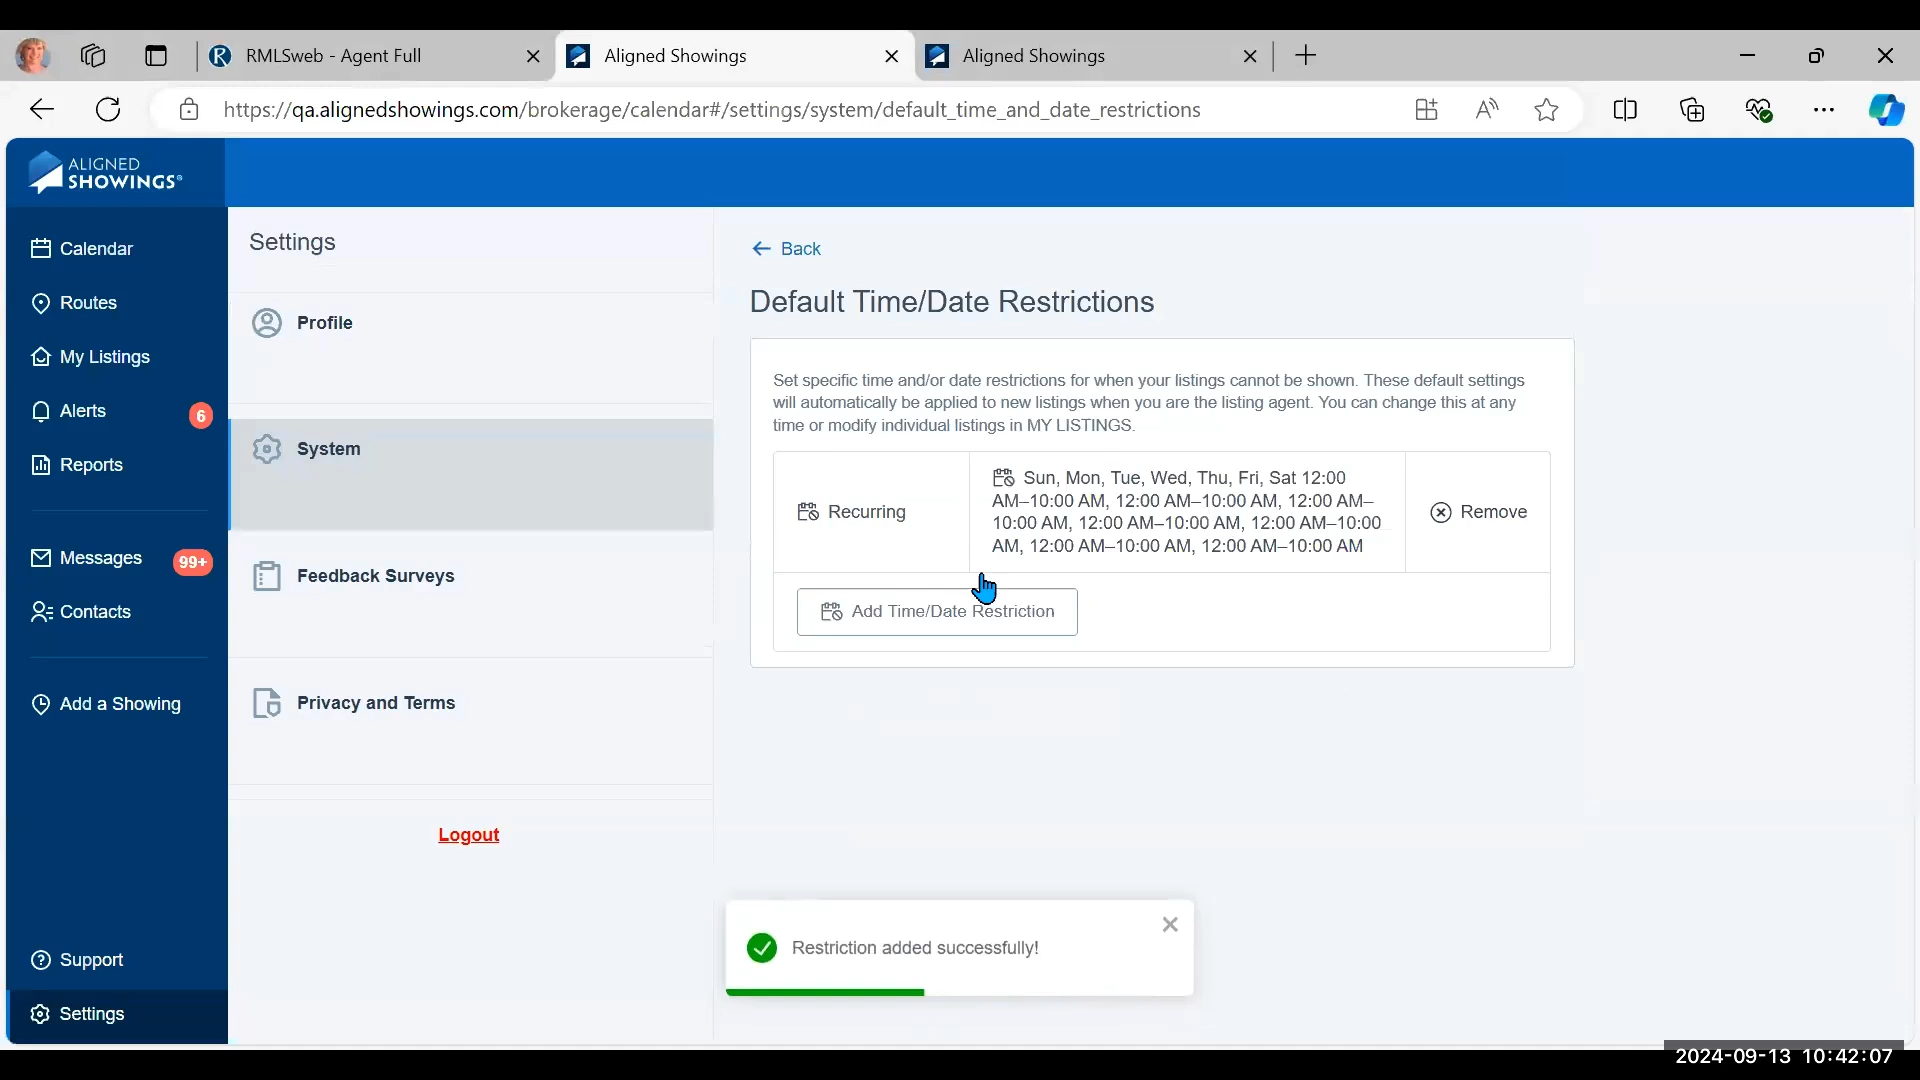 RMLSweb - Agent Full
Aligned Showings
Aligned Showings
https://qa.alignedshowings.com/brokerage/calendar#/settings/system/default_time_and_date_restrictions
ALIGNED
SHOWINGS
Calendar
Routes
My Listings
Alerts
6
Reports
Messages
99+
Contacts
Add a Showing
Support
Settings
Settings
Profile
System
Feedback Surveys
Privacy and Terms
Logout
Back
Default Time/Date Restrictions
Set specific time and/or date restrictions for when your listings cannot be shown. These default settings
will automatically be applied to new listings when you are the listing agent. You can change this at any
time or modify individual listings in MY LISTINGS.
Recurring
Sun, Mon, Tue, Wed, Thu, Fri, Sat 12:00
AM–10:00 AM, 12:00 AM–10:00 AM, 12:00 AM–
10:00 AM, 12:00 AM–10:00 AM, 12:00 AM–10:00
AM, 12:00 AM–10:00 AM, 12:00 AM–10:00 AM
Remove
Add Time/Date Restriction
Restriction added successfully!
2024-09-13 10:42:07